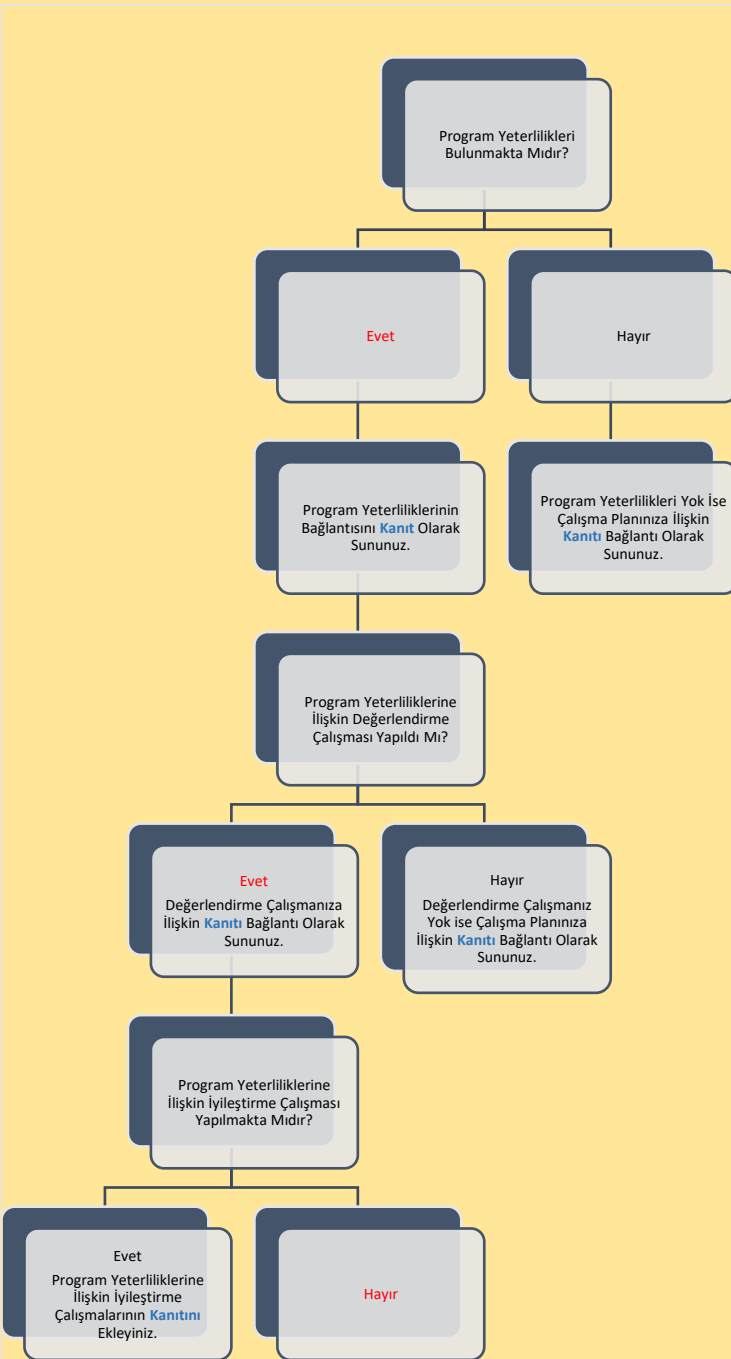 Program Yeterlilikleri
Bulunmakta Mıdır?
Evet
Hayır
Program Yeterliliklerinin
Bağlantısını Kanıt Olarak
Sununuz.
Program Yeterlilikleri Yok İse
Çalışma Planınıza İlişkin
Kanıtı Bağlantı Olarak
Sununuz.
Program Yeterliliklerine
İlişkin Değerlendirme
Çalışması Yapıldı Mı?
Evet
Değerlendirme Çalışmanıza
İlişkin Kanıtı Bağlantı Olarak
Sununuz.
Hayır
Değerlendirme Çalışmanız
Yok ise Çalışma Planınıza
İlişkin Kanıtı Bağlantı Olarak
Sununuz.
Program Yeterliliklerine
İlişkin İyileştirme Çalışması
Yapılmakta Mıdır?
Evet
Program Yeterliliklerine
İlişkin İyileştirme
Çalışmalarının Kanıtını
Ekleyiniz.
Hayır